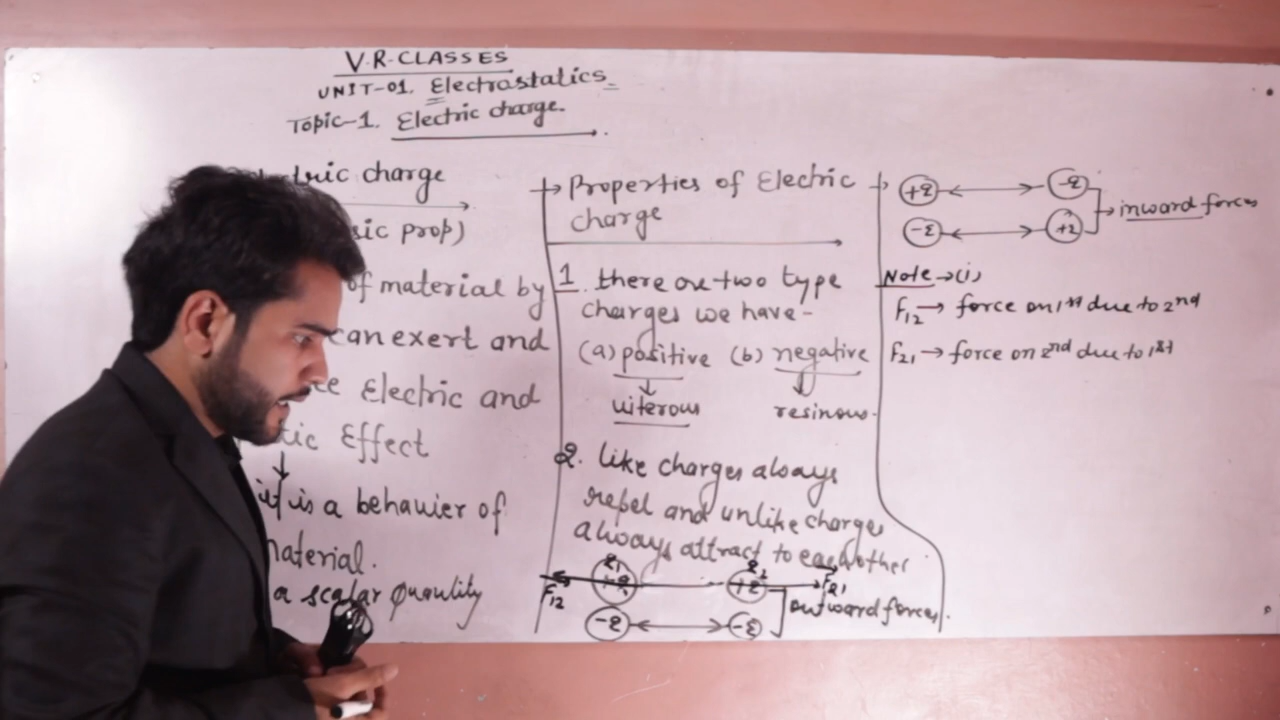 V.R. CLASSES
UNIT-01. Electrostatics
Topic-1. Electric charge.
tric charge
sic prop)
of material by
can exert and
ce Electric and
tic Effect
it is a behavier of
material.
a scalar Quantity
Properties of Electric
charge
1. there are two type
charges we have-
(a) positive (b) negative
uiterous resinous.
2. like charges always
repel and unlike charge
always attract to each other
q1 q2 F21
F12 +q +q
outward forces.
-q -q
+q -q
inward forces
-q +q
Note →(i)
F12 → force on 1st due to 2nd
F21 → force on 2nd due to 1st